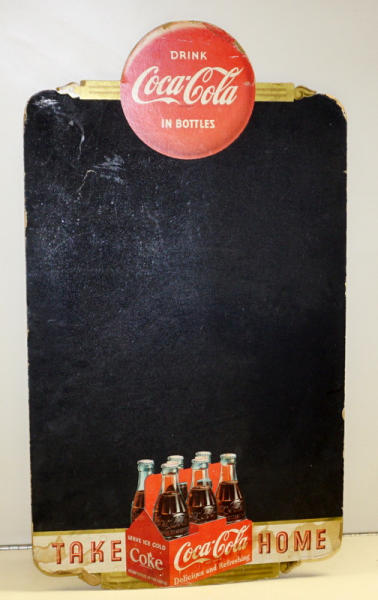 DRINK
Coca-Cola
IN BOTTLES
TAKE HOME
SERVE ICE COLD
Coke
Coca-Cola
Delicious and Refreshing